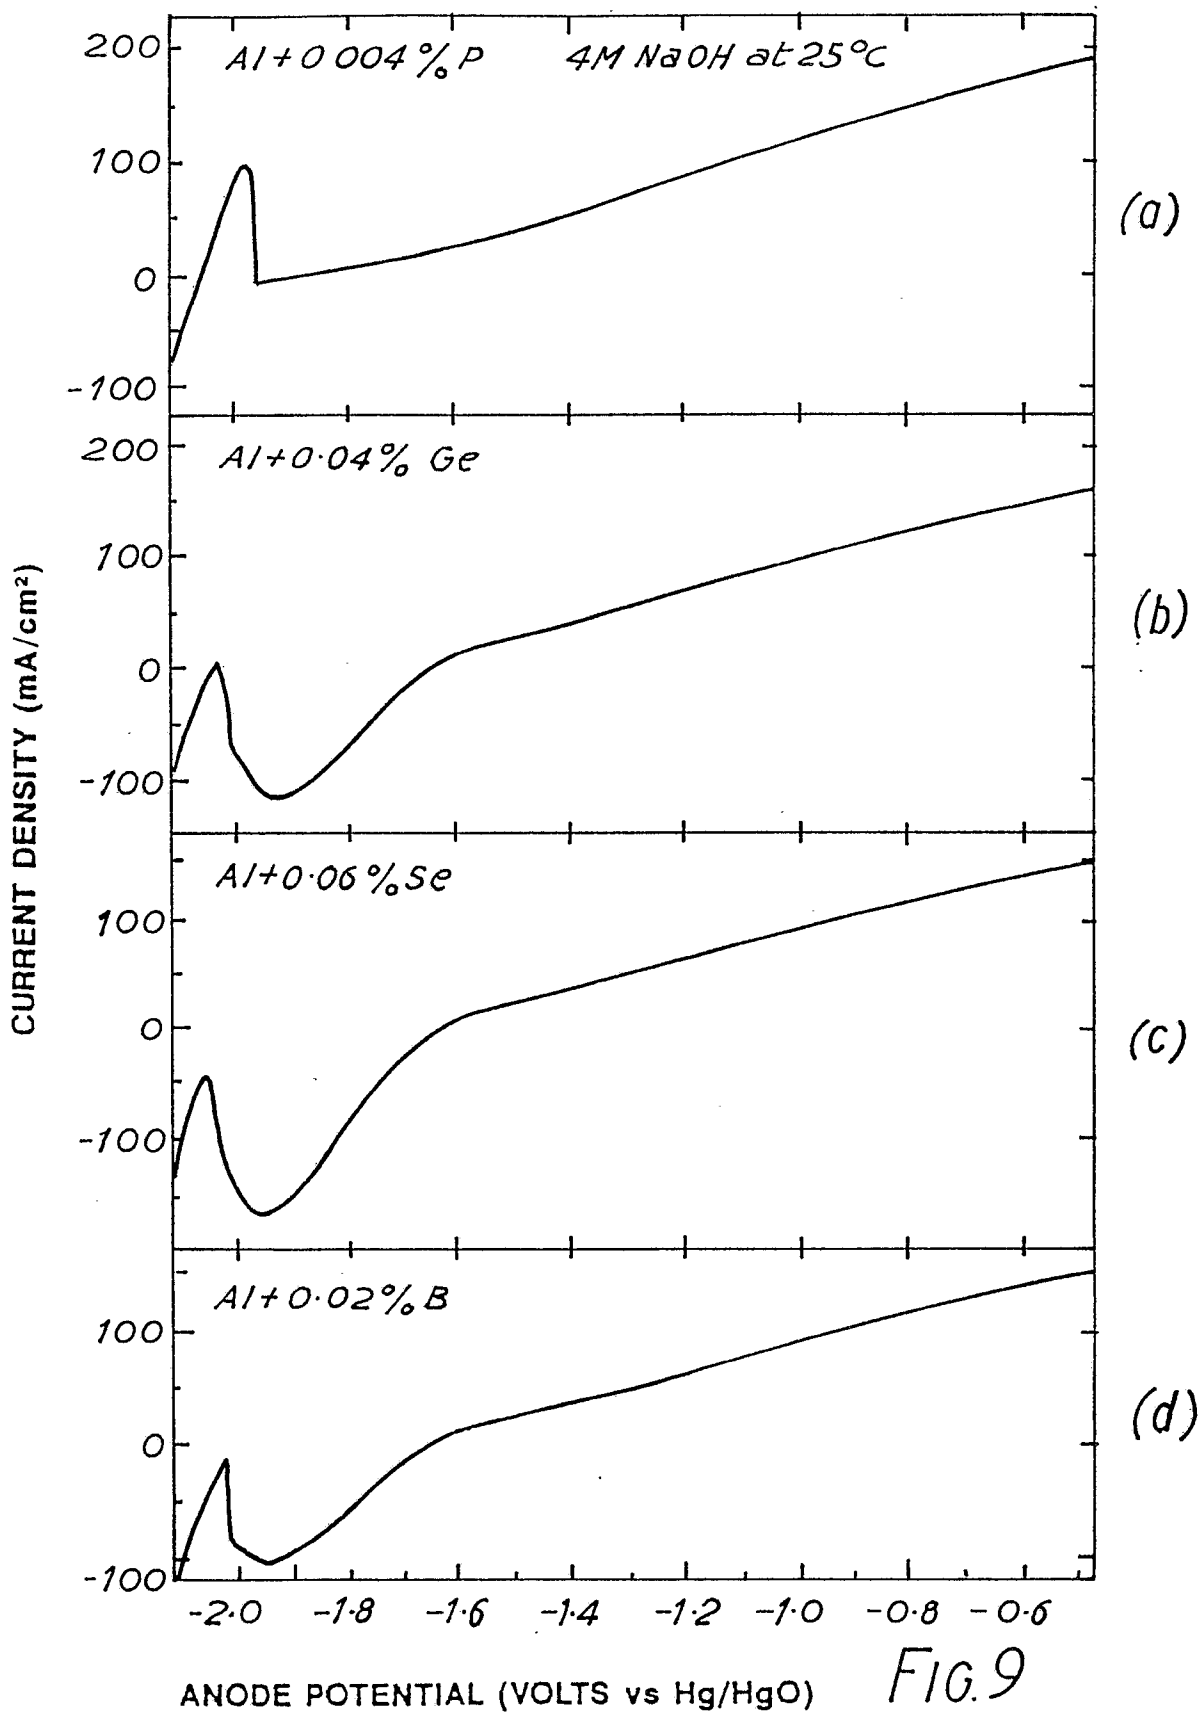 200
Al+0 004% P 4M NaOH at 25°C
100
0
-100
(a)
200
Al+0.04% Ge
100
0
-100
(b)
Al+0.06% Se
100
0
-100
(c)
Al+0.02% B
100
0
-100
(d)
CURRENT DENSITY (mA/cm²)
-2.0 -1.8 -1.6 -1.4 -1.2 -1.0 -0.8 -0.6
ANODE POTENTIAL (VOLTS vs Hg/HgO)
FIG. 9